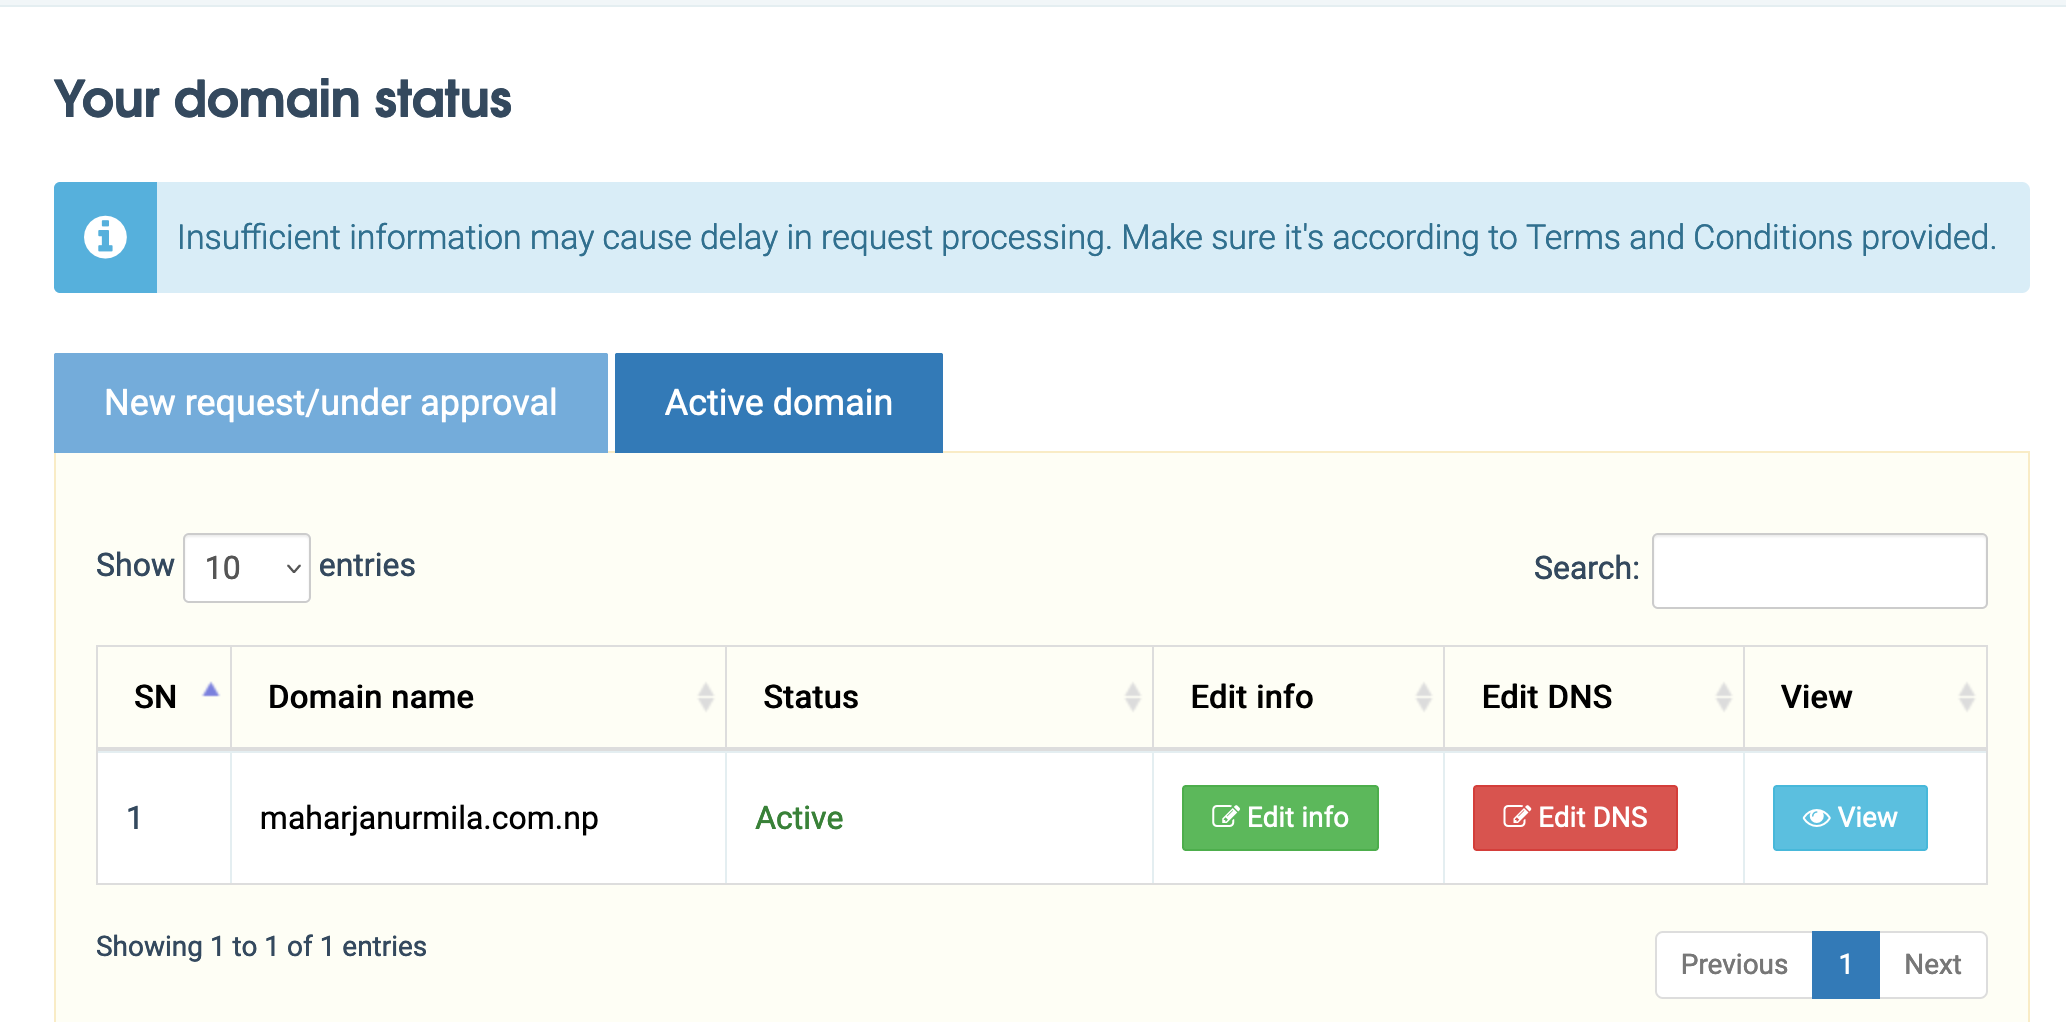 Your domain status
Insufficient information may cause delay in request processing. Make sure it's according to Terms and Conditions provided.
New request/under approval Active domain
Show 10 entries Search:
SN Domain name Status Edit info Edit DNS View
1 maharjanurmila.com.np Active Edit info Edit DNS View
Showing 1 to 1 of 1 entries
Previous 1 Next